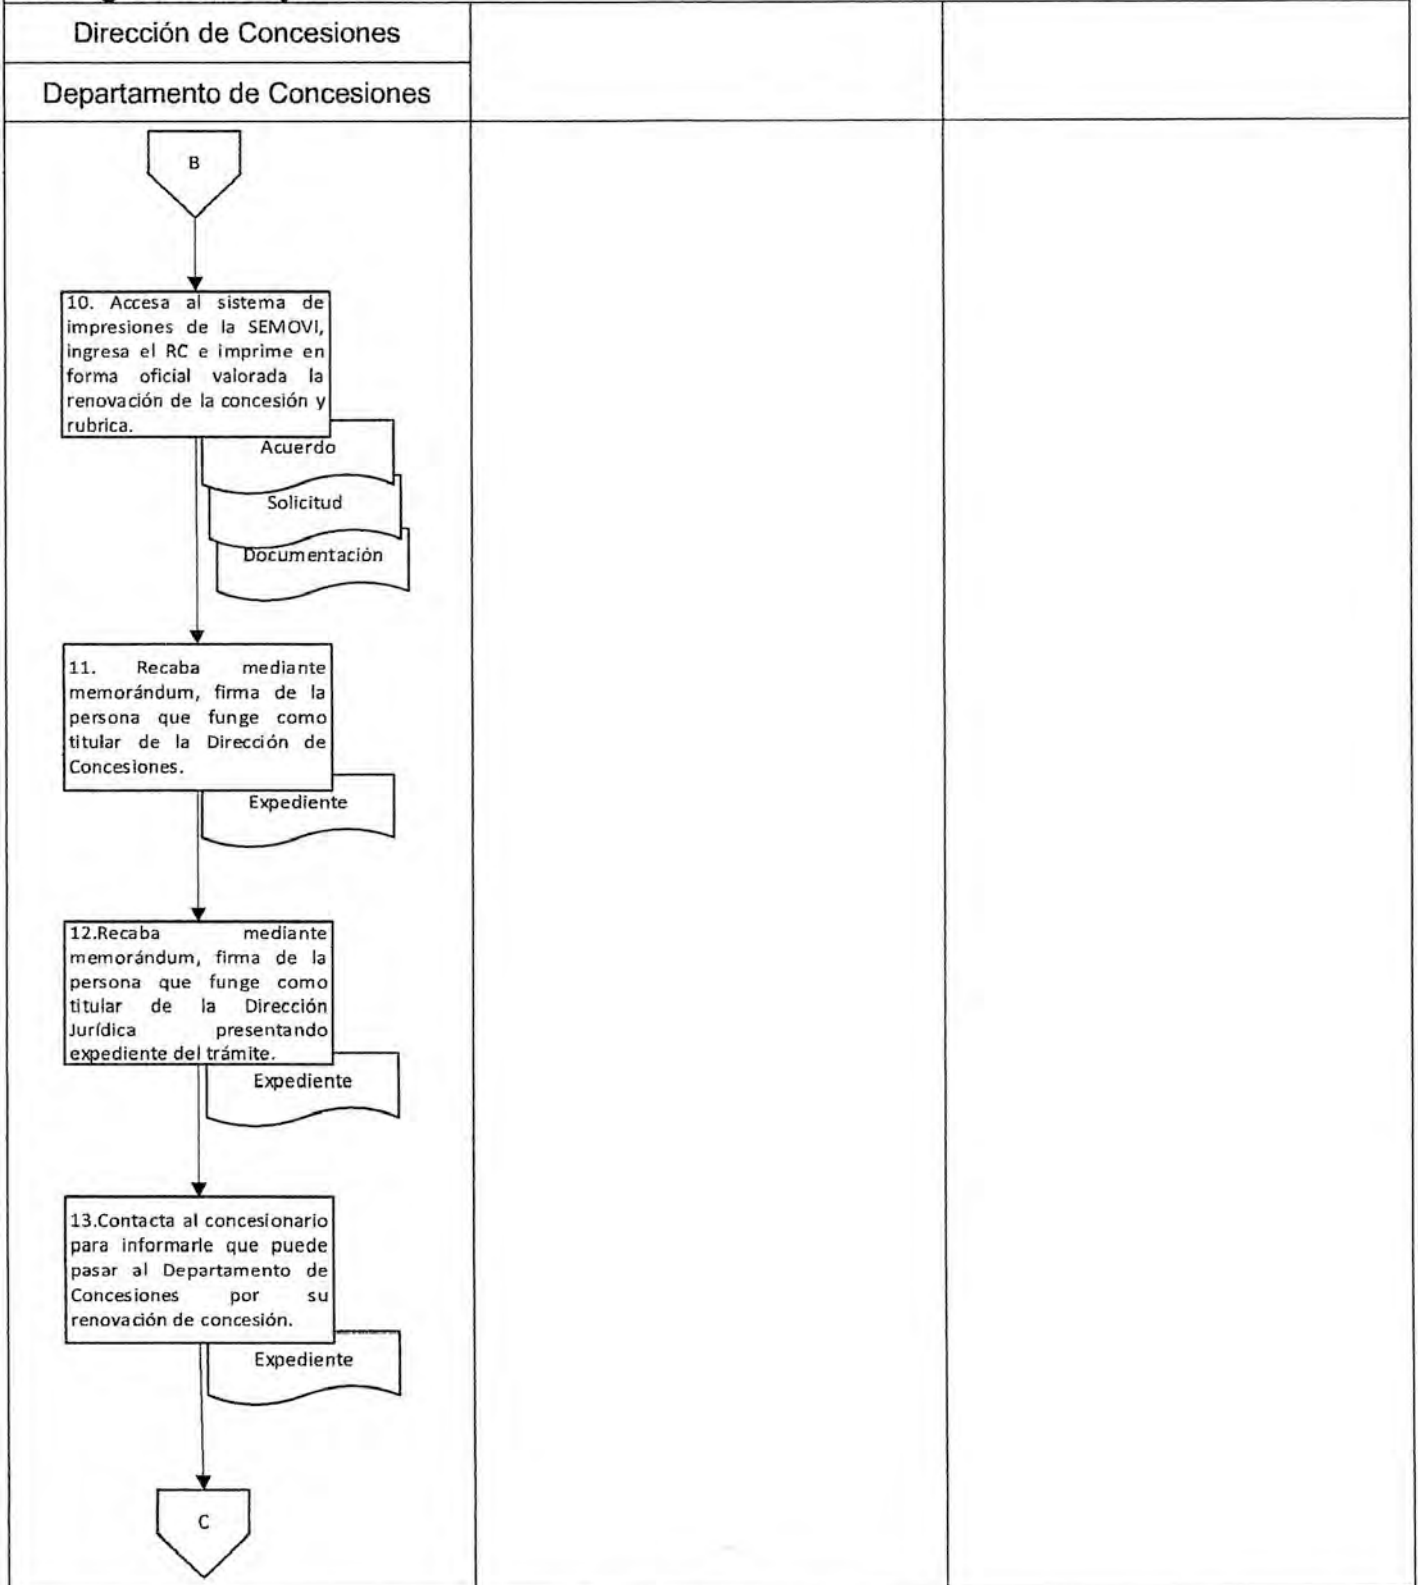 Dirección de Concesiones
Departamento de Concesiones
B
10. Accesa al sistema de
impresiones de la SEMOVI,
ingresa el RC e imprime en
forma oficial valorada la
renovación de la concesión y
rubrica.
Acuerdo
Solicitud
Documentación
11. Recaba mediante
memorándum, firma de la
persona que funge como
titular de la Dirección de
Concesiones.
Expediente
12.Recaba mediante
memorándum, firma de la
persona que funge como
titular de la Dirección
Jurídica presentando
expediente del trámite.
Expediente
13.Contacta al concesionario
para informarle que puede
pasar al Departamento de
Concesiones por su
renovación de concesión.
Expediente
C